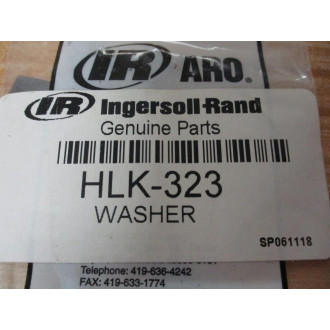 IR ARO.
IR Ingersoll-Rand
Genuine Parts
HLK-323
WASHER
SP061118
Telephone: 419-636-4242
FAX: 419-633-1774